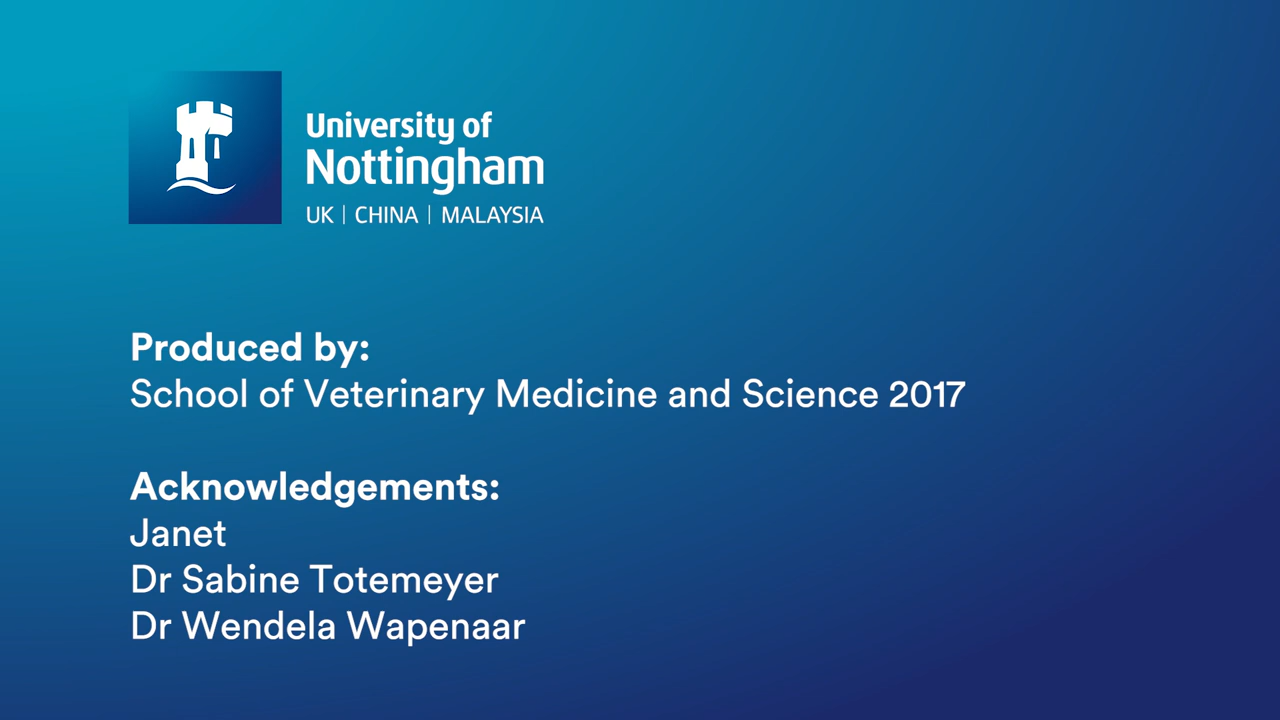 University of
Nottingham
UK | CHINA | MALAYSIA
Produced by:
School of Veterinary Medicine and Science 2017
Acknowledgements:
Janet
Dr Sabine Totemeyer
Dr Wendela Wapenaar